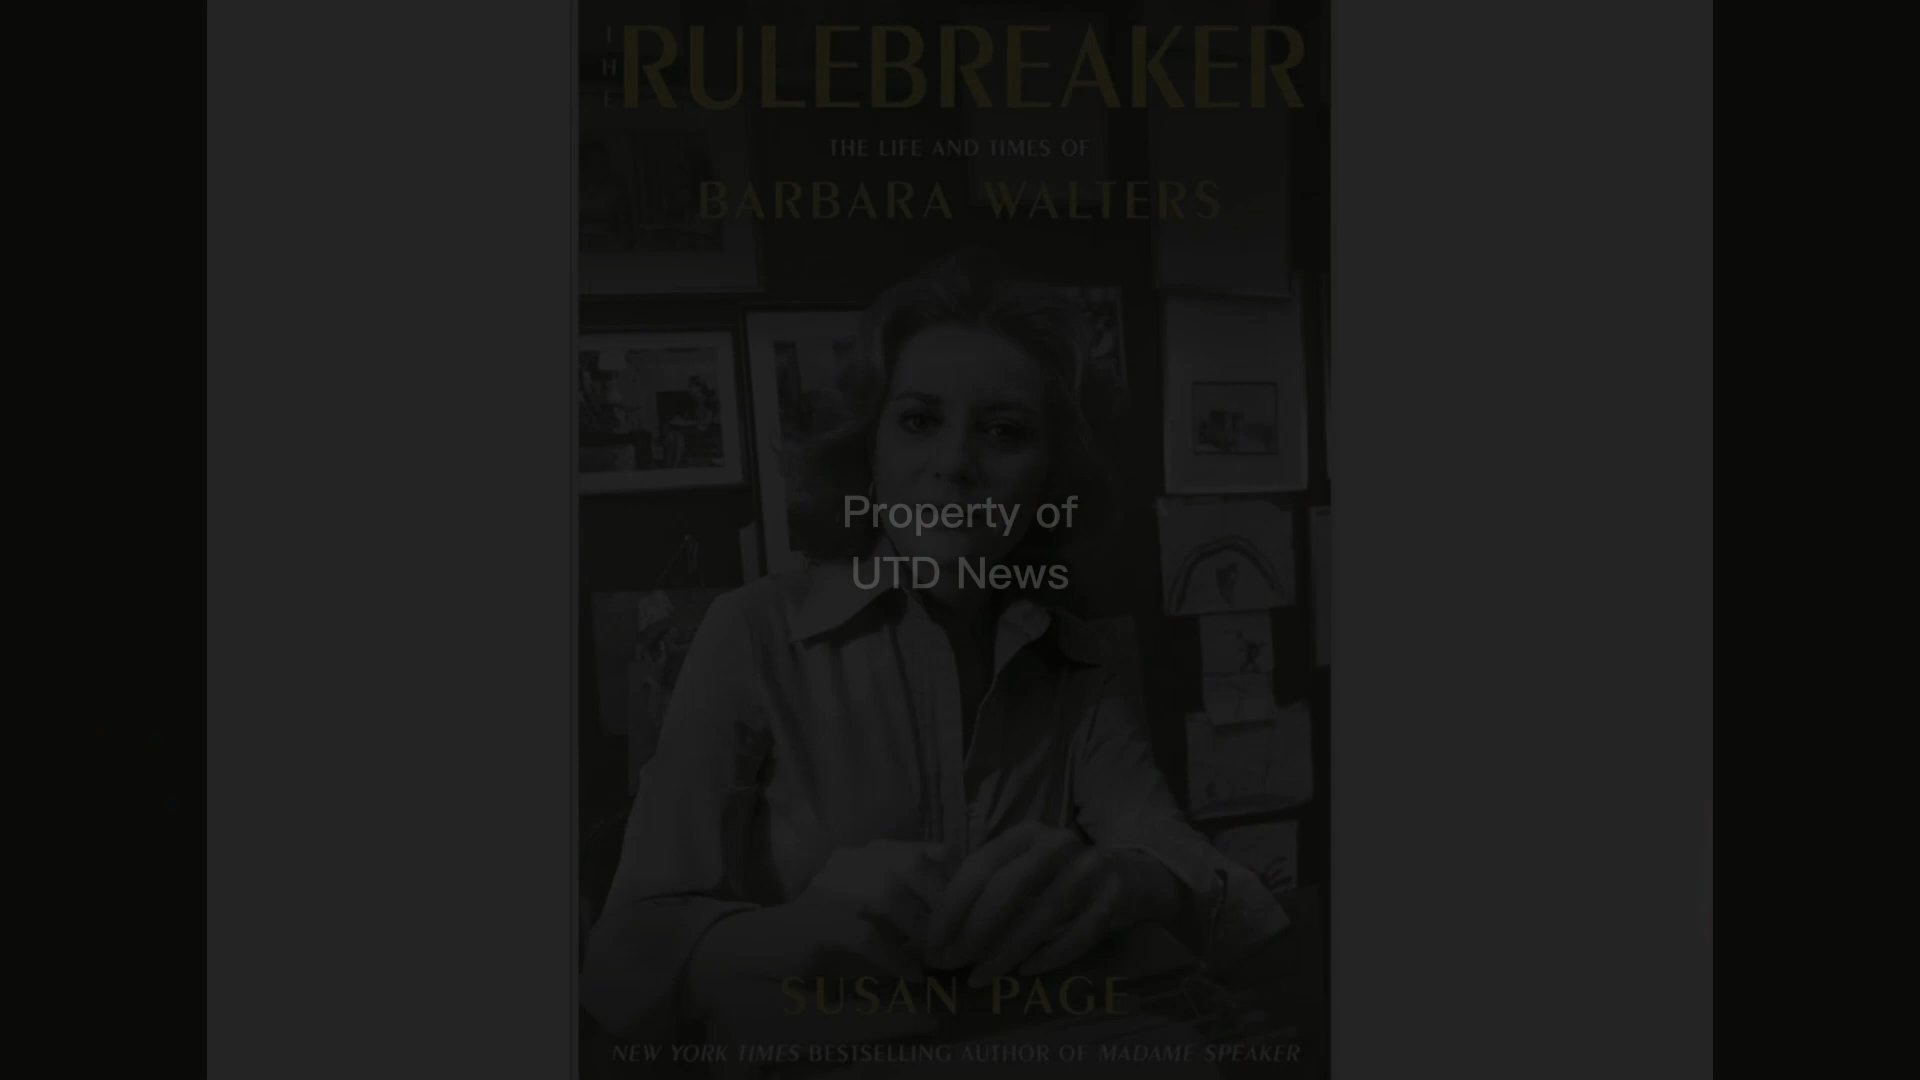 THE RULEBREAKER
THE LIFE AND TIMES OF
BARBARA WALTERS
Property of
UTD News
SUSAN PAGE
NEW YORK TIMES BESTSELLING AUTHOR OF MADAME SPEAKER